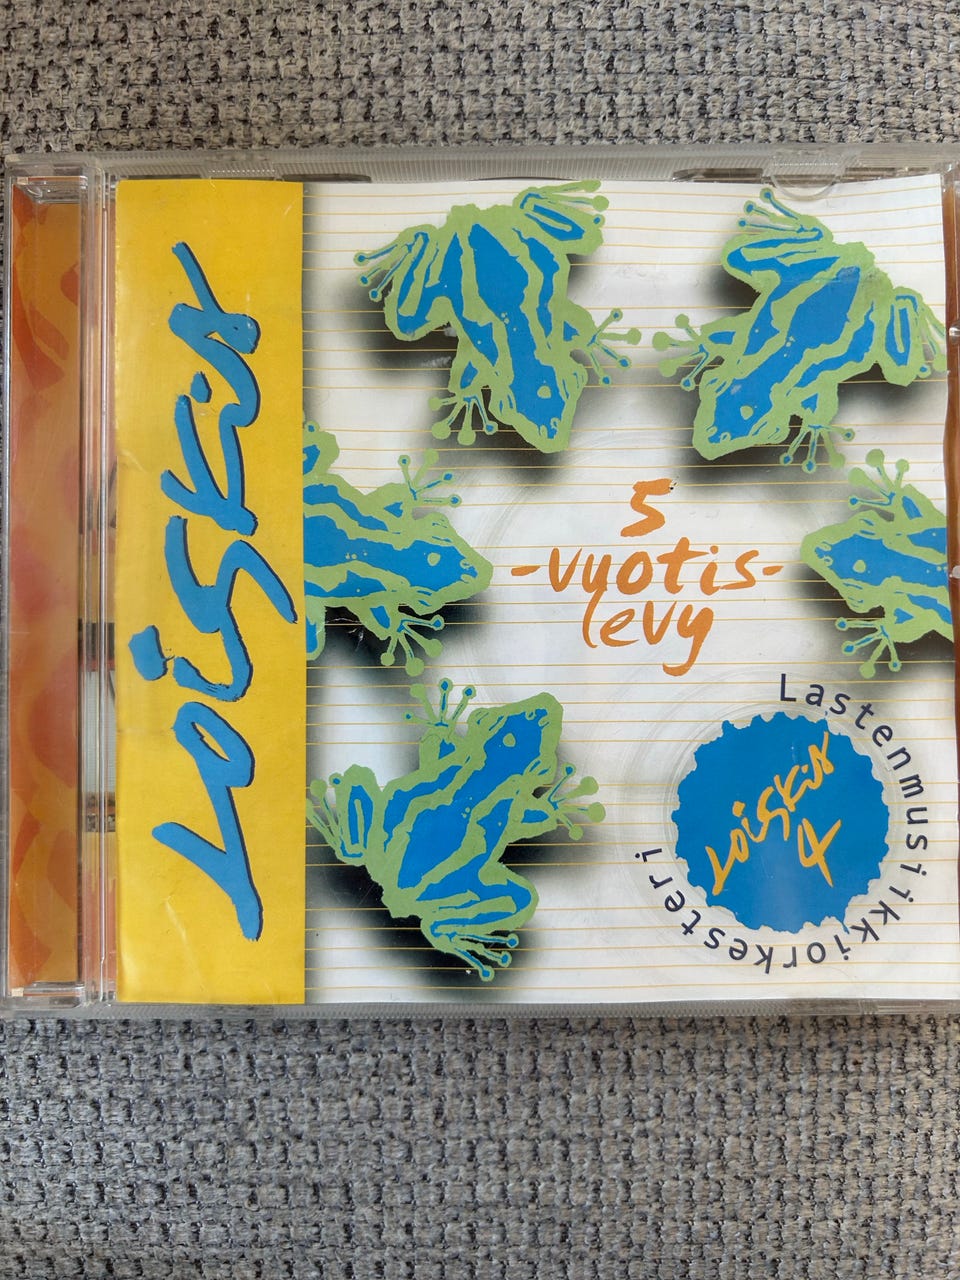 Loiskis
5
-vuotis-
levy
Lastenmusiikkiorkesteri
Loiskis
4